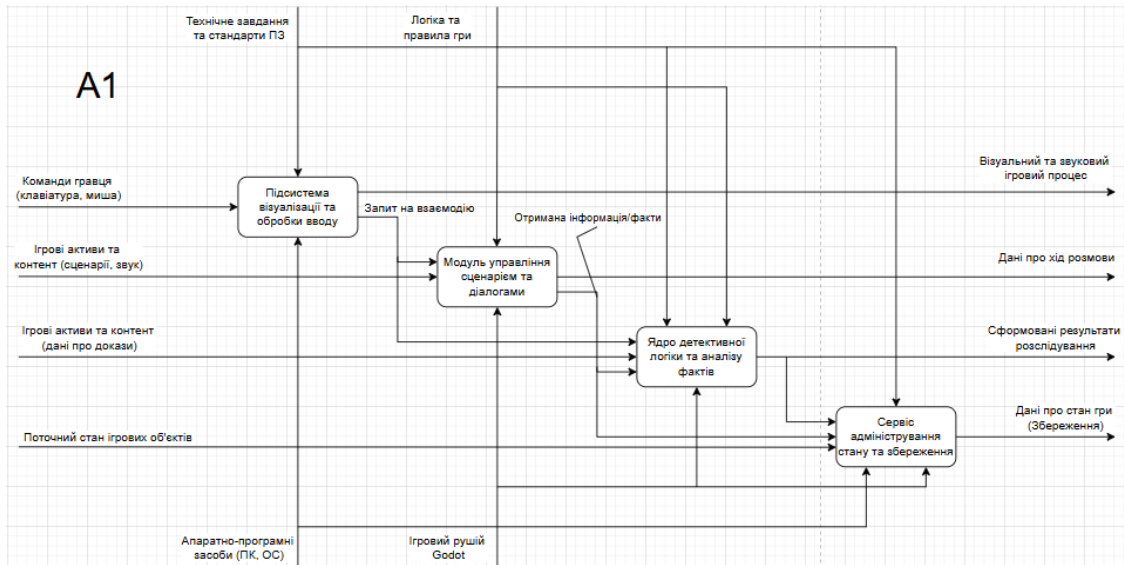 Технічне завдання
та стандарти ПЗ
Логіка та
правила гри
A1
Візуальний та звуковий
ігровий процес
Команди гравця
(клавіатура, миша)
Підсистема
візуалізації та
обробки вводу
Запит на взаємодію
Отримана інформація/факти
Ігрові активи та
контент (сценарії, звук)
Модуль управління
сценарієм та
діалогами
Дані про хід розмови
Ігрові активи та контент
(дані про докази)
Ядро детективної
логіки та аналізу
фактів
Сформовані результати
розслідування
Поточний стан ігрових об'єктів
Сервіс
адміністрування
стану та збереження
Дані про стан гри
(Збереження)
Апаратно-програмні
засоби (ПК, ОС)
Ігровий рушій
Godot